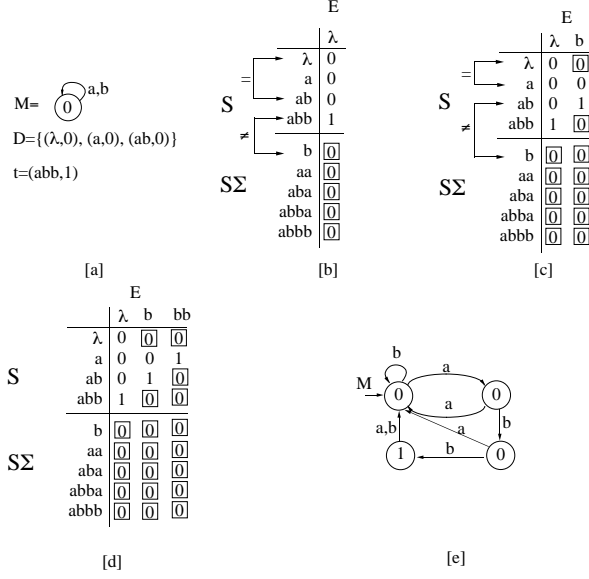 E
λ
λ 0
a 0
ab 0
abb 1
b 0
aa 0
aba 0
abba 0
abbb 0
=
≠
S
SΣ
[b]
E
λ b
λ 0 0
a 0 0
ab 0 1
abb 1 0
b 0 0
aa 0 0
aba 0 0
abba 0 0
abbb 0 0
=
≠
S
SΣ
[c]
M= 0 a,b
D={(λ,0), (a,0), (ab,0)}
t=(abb,1)
[a]
E
λ b bb
λ 0 0 0
a 0 0 1
ab 0 1 0
abb 1 0 0
b 0 0 0
aa 0 0 0
aba 0 0 0
abba 0 0 0
abbb 0 0 0
S
SΣ
[d]
b
M 0 a 0
a
a,b a b
1 b 0
[e]